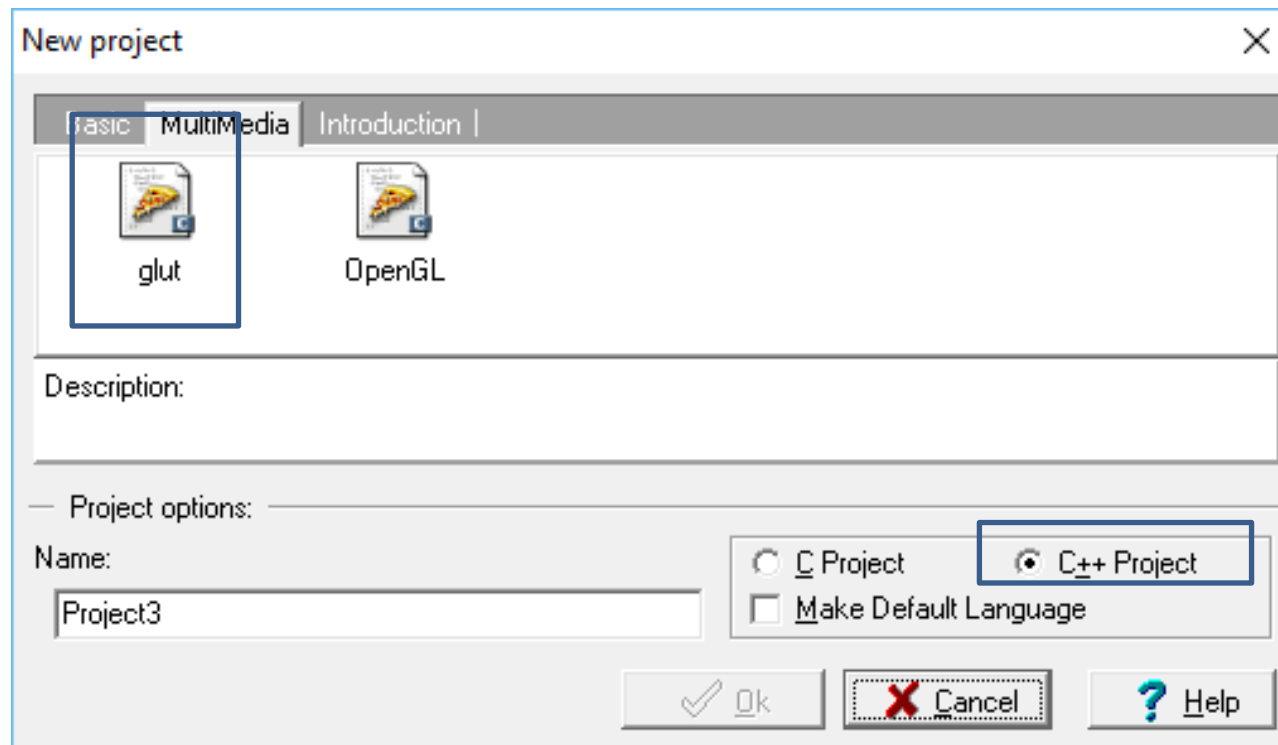 New project
Basic MultiMedia Introduction
glut OpenGL
Description:
Project options:
Name:
C Project C++ Project
Project3
Make Default Language
Ok Cancel Help